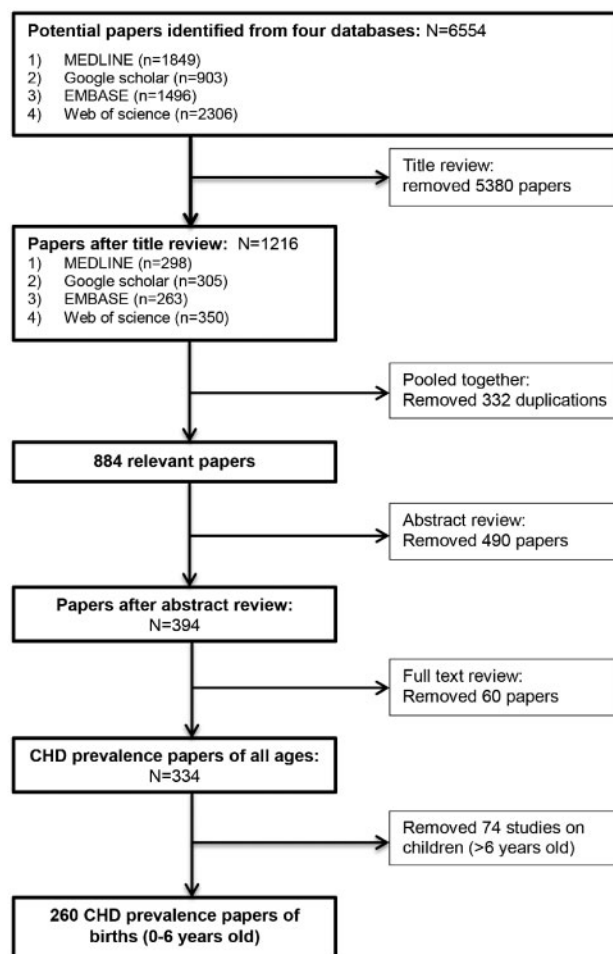 Potential papers identified from four databases: N=6554
1) MEDLINE (n=1849)
2) Google scholar (n=903)
3) EMBASE (n=1496)
4) Web of science (n=2306)
Title review:
removed 5380 papers
Papers after title review: N=1216
1) MEDLINE (n=298)
2) Google scholar (n=305)
3) EMBASE (n=263)
4) Web of science (n=350)
Pooled together:
Removed 332 duplications
884 relevant papers
Abstract review:
Removed 490 papers
Papers after abstract review:
N=394
Full text review:
Removed 60 papers
CHD prevalence papers of all ages:
N=334
Removed 74 studies on
children (>6 years old)
260 CHD prevalence papers of
births (0-6 years old)